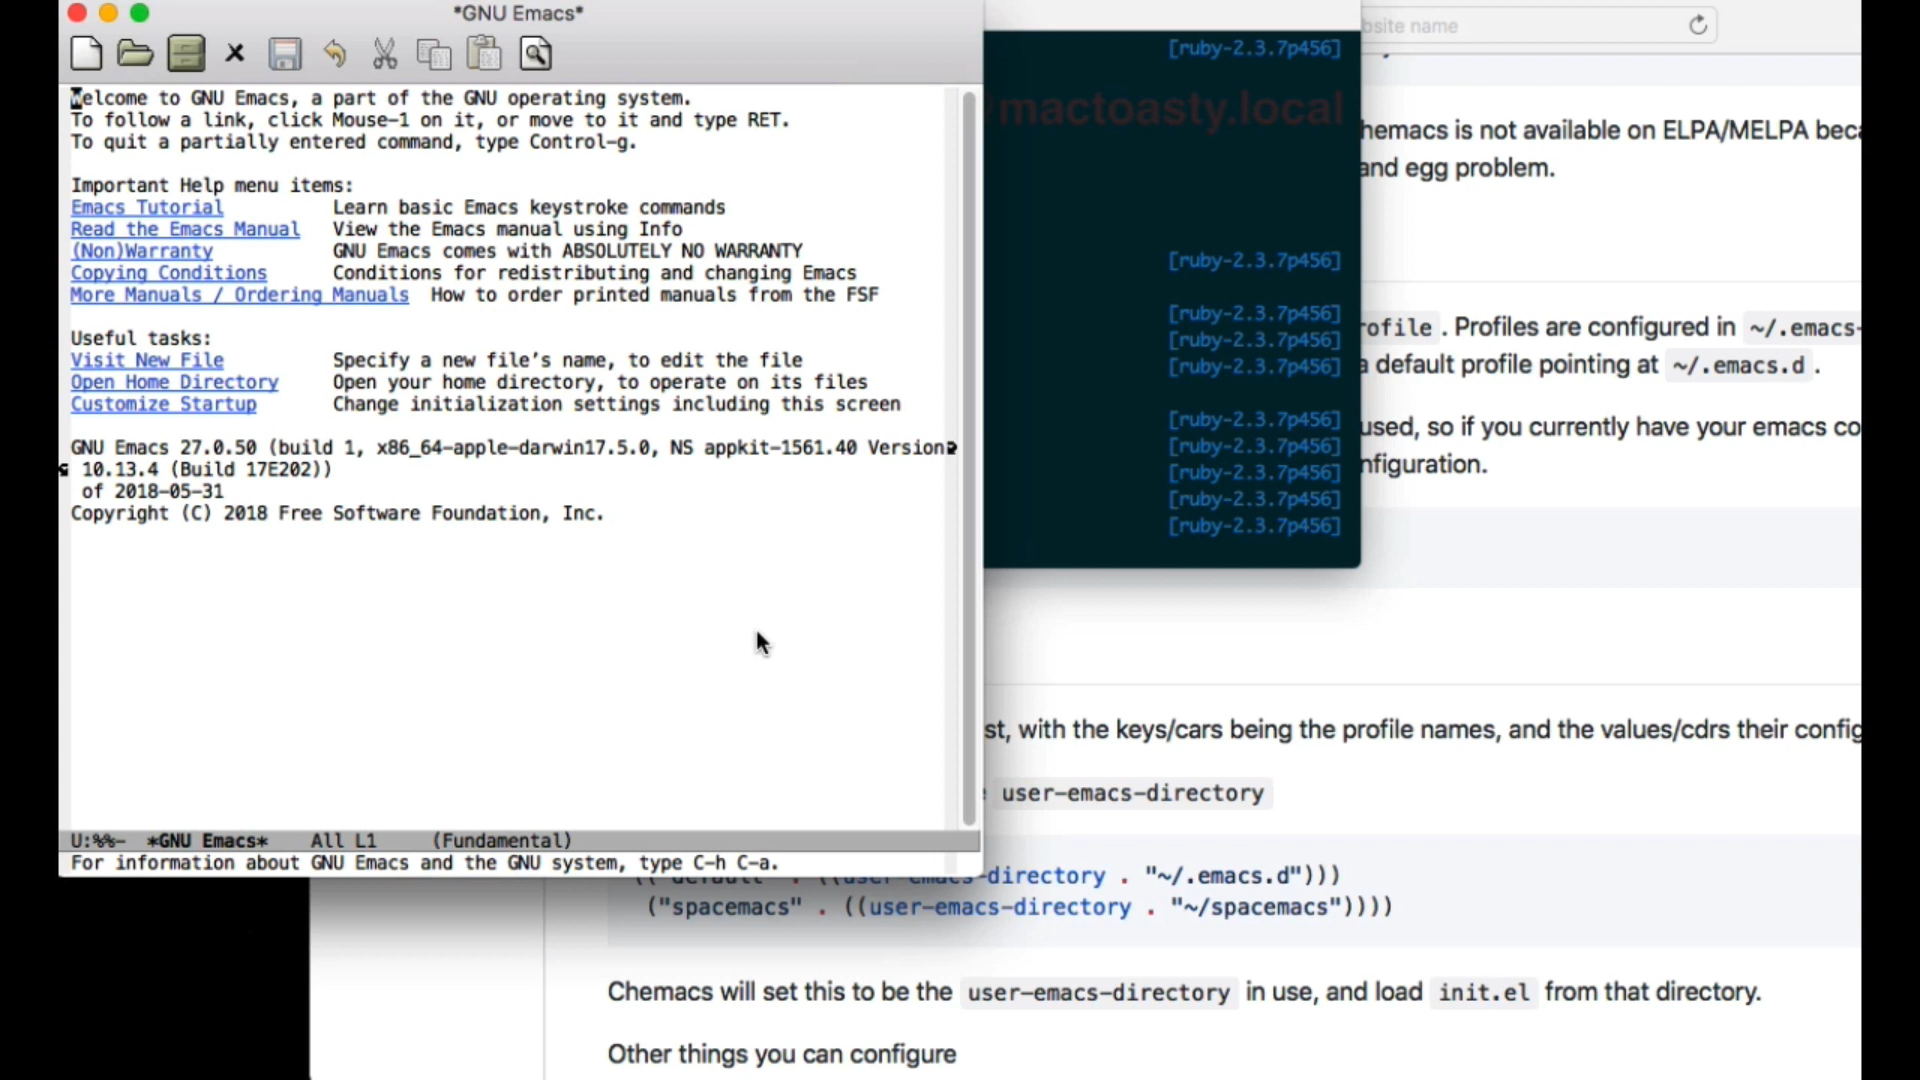 *GNU Emacs*
Welcome to GNU Emacs, a part of the GNU operating system.
To follow a link, click Mouse-1 on it, or move to it and type RET.
To quit a partially entered command, type Control-g.
Important Help menu items:
Emacs Tutorial Learn basic Emacs keystroke commands
Read the Emacs Manual View the Emacs manual using Info
(Non)Warranty GNU Emacs comes with ABSOLUTELY NO WARRANTY
Copying Conditions Conditions for redistributing and changing Emacs
More Manuals / Ordering Manuals How to order printed manuals from the FSF
Useful tasks:
Visit New File Specify a new file’s name, to edit the file
Open Home Directory Open your home directory, to operate on its files
Customize Startup Change initialization settings including this screen
GNU Emacs 27.0.50 (build 1, x86_64-apple-darwin17.5.0, NS appkit-1561.40 Version
10.13.4 (Build 17E202))
of 2018-05-31
Copyright (C) 2018 Free Software Foundation, Inc.
U:%%- *GNU Emacs* All L1 (Fundamental)
For information about GNU Emacs and the GNU system, type C-h C-a.
[ruby-2.3.7p456]
mactoasty.local
[ruby-2.3.7p456]
[ruby-2.3.7p456]
[ruby-2.3.7p456]
[ruby-2.3.7p456]
[ruby-2.3.7p456]
[ruby-2.3.7p456]
[ruby-2.3.7p456]
[ruby-2.3.7p456]
[ruby-2.3.7p456]
bsite name
hemacs is not available on ELPA/MELPA beca
and egg problem.
rofile . Profiles are configured in ~/.emacs-
a default profile pointing at ~/.emacs.d .
used, so if you currently have your emacs co
nfiguration.
st, with the keys/cars being the profile names, and the values/cdrs their config
user-emacs-directory
(("default" . ((user-emacs-directory . "~/.emacs.d")))
("spacemacs" . ((user-emacs-directory . "~/spacemacs"))))
Chemacs will set this to be the user-emacs-directory in use, and load init.el from that directory.
Other things you can configure